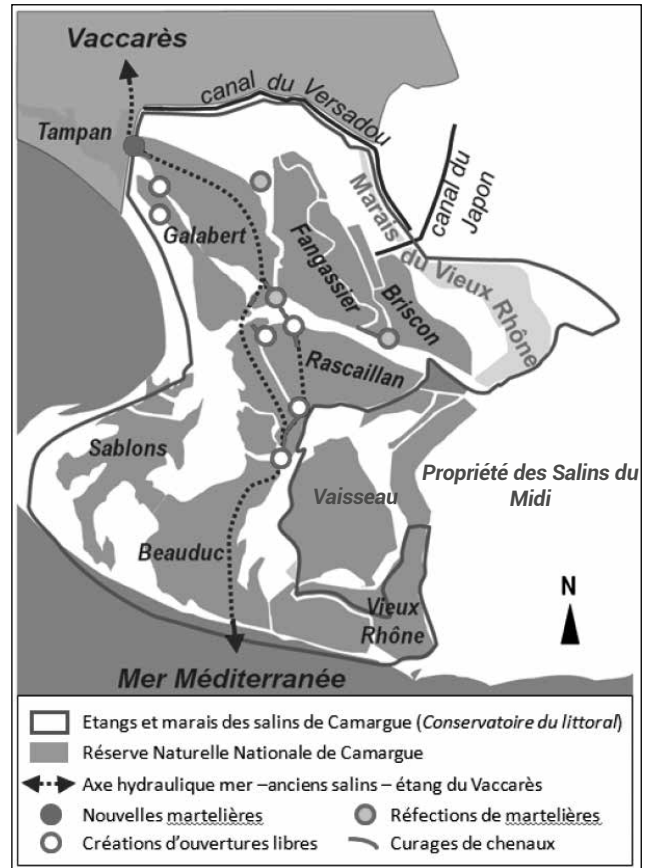 Vaccarès
canal du Versadou
Tampan
canal du
Japon
Marais du Vieux Rhône
Galabert
Fangassier
Briscon
Rascaillan
Sablons
Propriété des Salins du
Midi
Vaisseau
Beauduc
Vieux
Rhône
N
Mer Méditerranée
Etangs et marais des salins de Camargue (Conservatoire du littoral)
Réserve Naturelle Nationale de Camargue
Axe hydraulique mer –anciens salins – étang du Vaccarès
Nouvelles martelières
Réfections de martelières
Créations d'ouvertures libres
Curages de chenaux